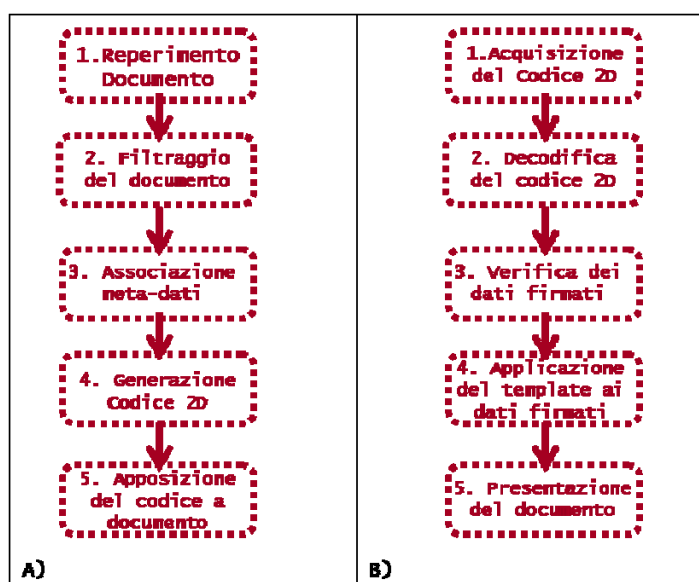 1.Reperimento
Documento
2. Filtraggio
del documento
3. Associazione
meta-dati
4. Generazione
Codice 2D
5. Apposizione
del codice a
documento
A)
1.Acquisizione
del Codice 2D
2. Decodifica
del codice 2D
3. Verifica dei
dati firmati
4. Applicazione
del template ai
dati firmati
5. Presentazione
del documento
B)